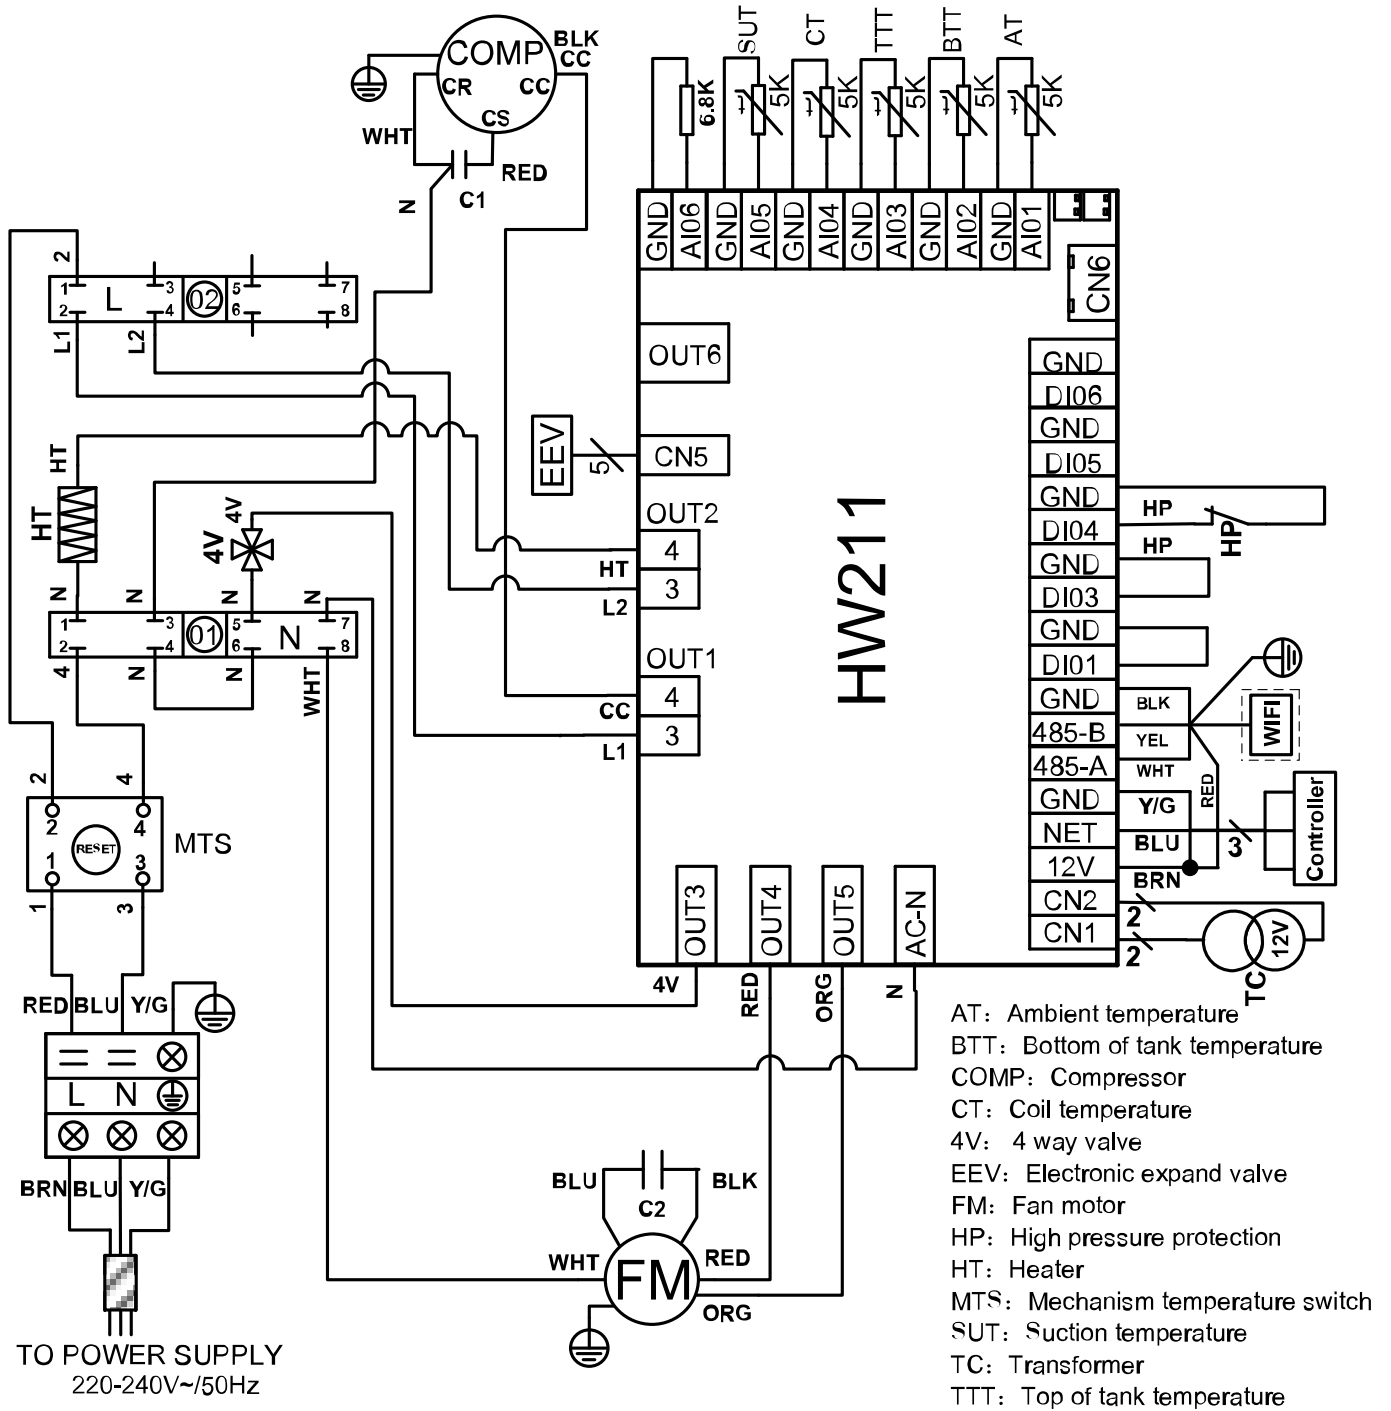 SUT
CT
TTT
BTT
AT
6.8K
5K
5K
5K
5K
5K
BLK
CC
COMP
CR
CC
CS
WHT
RED
C1
N
GND
AI06
GND
AI05
GND
AI04
GND
AI03
GND
AI02
GND
AI01
CN6
2
1
2
L
3
4
02
5
6
7
8
L1
L2
OUT6
EEV
5
CN5
OUT2
4
3
HT
L2
OUT1
4
3
CC
L1
HW211
GND
DI06
GND
DI05
GND
DI04
GND
DI03
GND
DI01
GND
485-B
485-A
GND
NET
12V
CN2
CN1
HP
HP
HP
BLK
YEL
WHT
RED
WIFI
Y/G
BLU
BRN
3
Controller
2
2
12V
TC
HT
HT
4V
4V
N
N
N
N
1
2
3
4
01
5
6
N
7
8
4
N
N
WHT
2
4
2
4
RESET
MTS
1
3
1
3
RED
BLU
Y/G
L
N
BRN
BLU
Y/G
TO POWER SUPPLY
220-240V~/50Hz
OUT3
OUT4
OUT5
AC-N
4V
RED
ORG
N
BLU
BLK
C2
WHT
FM
RED
ORG
AT: Ambient temperature
BTT: Bottom of tank temperature
COMP: Compressor
CT: Coil temperature
4V: 4 way valve
EEV: Electronic expand valve
FM: Fan motor
HP: High pressure protection
HT: Heater
MTS: Mechanism temperature switch
SUT: Suction temperature
TC: Transformer
TTT: Top of tank temperature